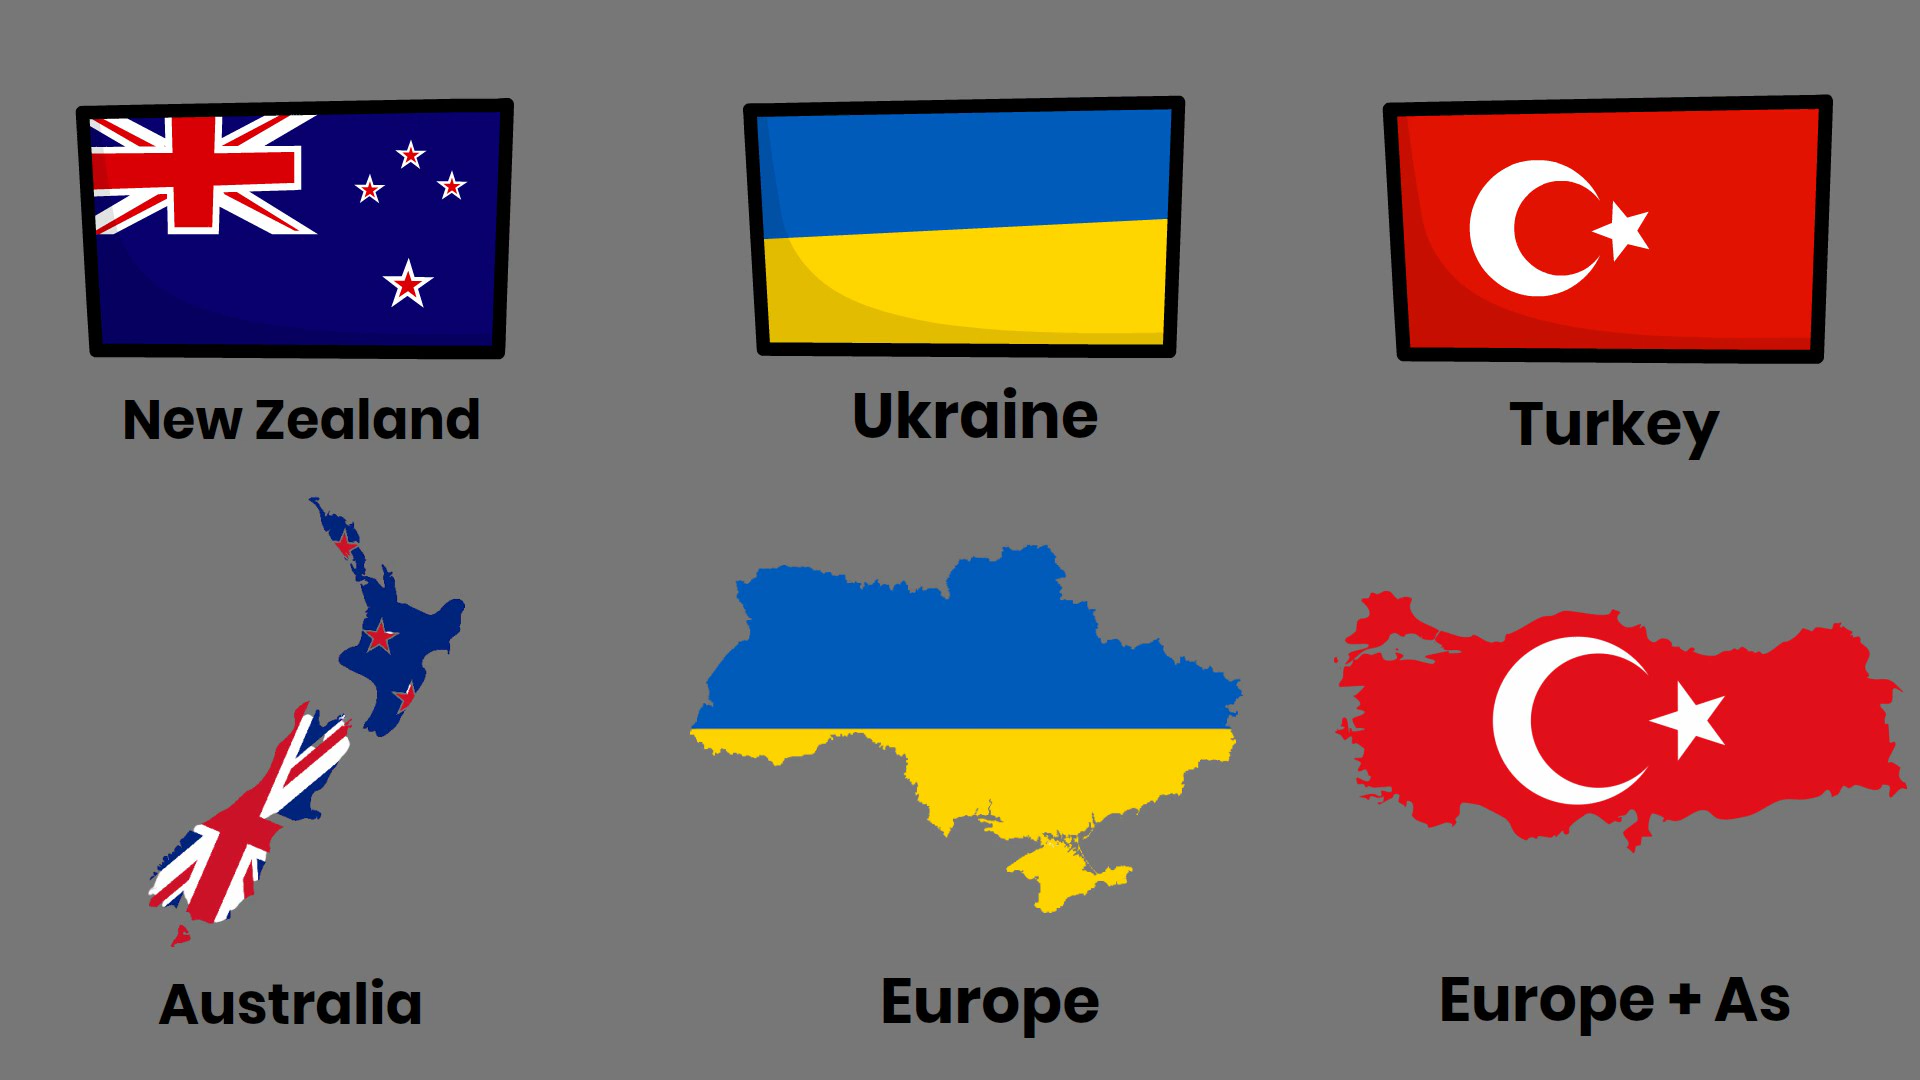 New Zealand
Ukraine
Turkey
Australia
Europe
Europe + As